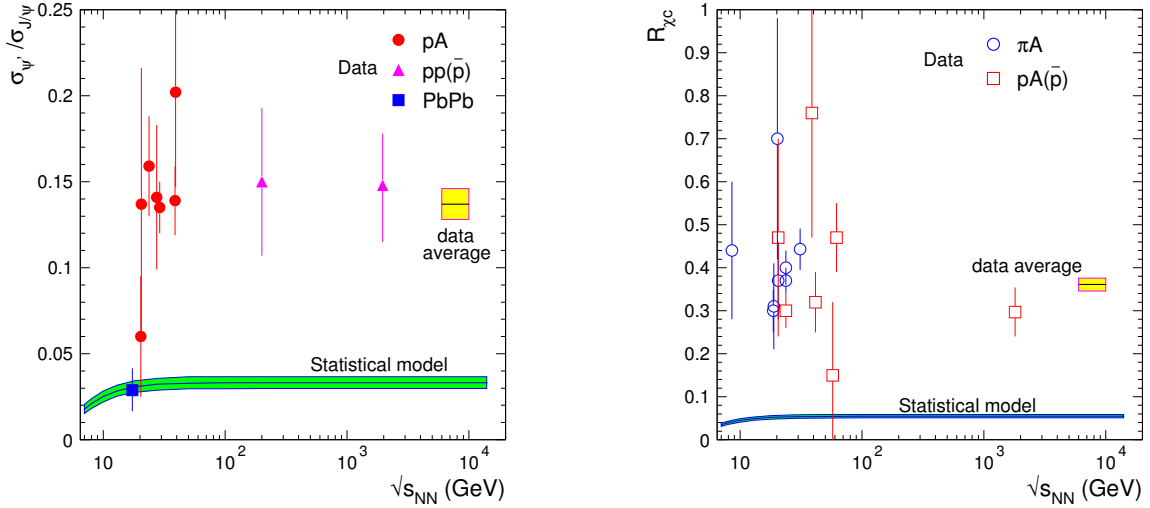 σψ' /σJ/ψ
0.25
0.2
0.15
0.1
0.05
0
pA
Data
pp(p̄)
PbPb
data
average
Statistical model
10
10²
10³
10⁴
√sNN (GeV)
Rχc
1
0.9
0.8
0.7
0.6
0.5
0.4
0.3
0.2
0.1
0
πA
Data
pA(p̄)
data average
Statistical model
10
10²
10³
10⁴
√sNN (GeV)